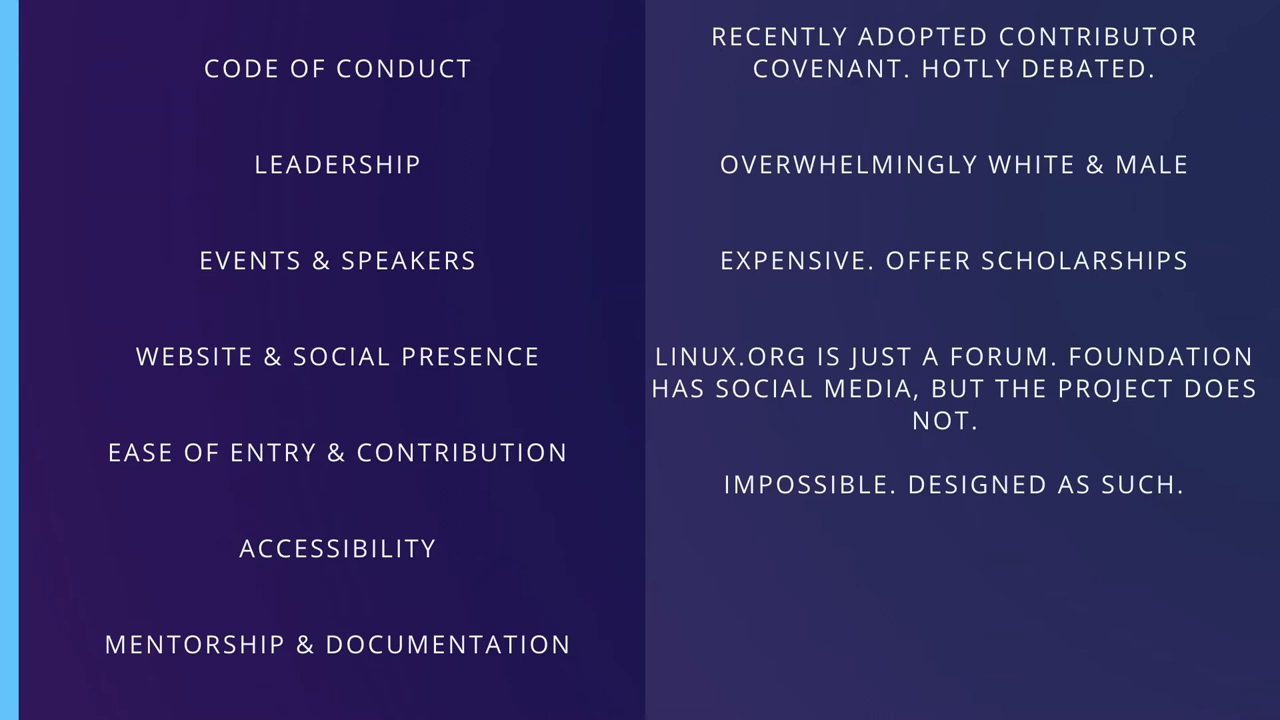 CODE OF CONDUCT
LEADERSHIP
EVENTS & SPEAKERS
WEBSITE & SOCIAL PRESENCE
EASE OF ENTRY & CONTRIBUTION
ACCESSIBILITY
MENTORSHIP & DOCUMENTATION
RECENTLY ADOPTED CONTRIBUTOR
COVENANT. HOTLY DEBATED.
OVERWHELMINGLY WHITE & MALE
EXPENSIVE. OFFER SCHOLARSHIPS
LINUX.ORG IS JUST A FORUM. FOUNDATION
HAS SOCIAL MEDIA, BUT THE PROJECT DOES
NOT.
IMPOSSIBLE. DESIGNED AS SUCH.